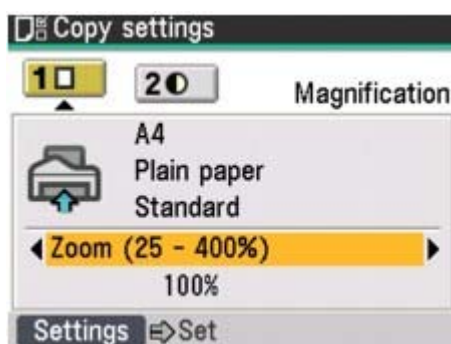 Copy settings
1 2 Magnification
A4
Plain paper
Standard
Zoom (25 - 400%)
100%
Settings Set